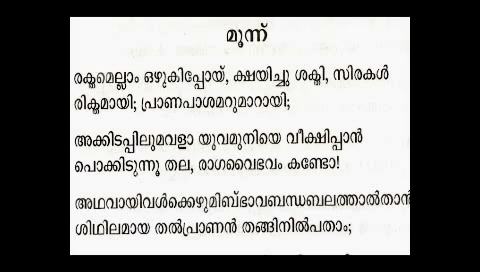 മൂന്ന്
രക്തമെല്ലാം ഒഴുകിപ്പോയ്, ക്ഷയിച്ചു ശക്തി, സിരകൾ
രിക്തമായി; പ്രാണപാശമറുമാറായി;
അക്കിടപ്പിലുമവളാ യുവമുനിയെ വീക്ഷിപ്പാൻ
പൊക്കിടുന്നൂ തല, രാഗവൈഭവം കണ്ടോ!
അഥവായിവൾക്കെഴുമിബ്ഭാവബന്ധബലത്താൽതാൻ
ശിഥിലമായ തൽപ്രാണൻ തങ്ങിനിൽപതാം;